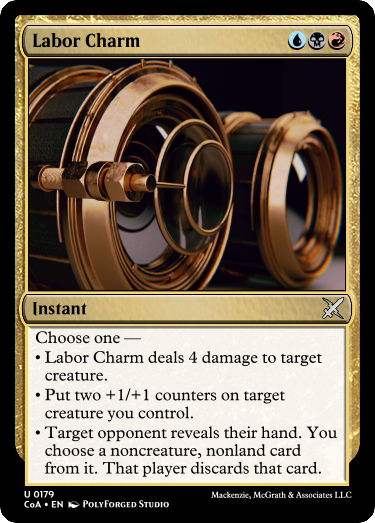 Labor Charm
Instant
Choose one —
• Labor Charm deals 4 damage to target
creature.
• Put two +1/+1 counters on target
creature you control.
• Target opponent reveals their hand. You
choose a noncreature, nonland card
from it. That player discards that card.
U 0179
CoA • EN PolyForged Studio
Mackenzie, McGrath & Associates LLC